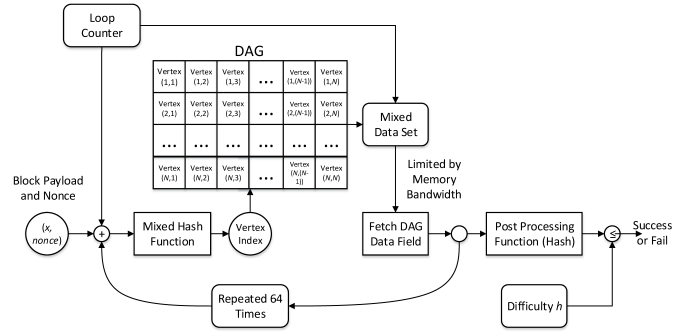 Loop
Counter
DAG
Vertex
(1,1)
Vertex
(1,2)
Vertex
(1,3)
...
Vertex
(1,(N-1))
Vertex
(1,N)
Vertex
(2,1)
Vertex
(2,2)
Vertex
(2,3)
...
Vertex
(2,(N-1))
Vertex
(2,N)
...
...
...
...
...
...
Vertex
(N,1)
Vertex
(N,2)
Vertex
(N,3)
...
Vertex
(N,(N-
1))
Vertex
(N,N)
Mixed
Data Set
Limited by
Memory
Bandwidth
Block Payload
and Nonce
(x,
nonce)
+
Mixed Hash
Function
Vertex
Index
Fetch DAG
Data Field
Post Processing
Function (Hash)
≤
Success
or Fail
Repeated 64
Times
Difficulty h